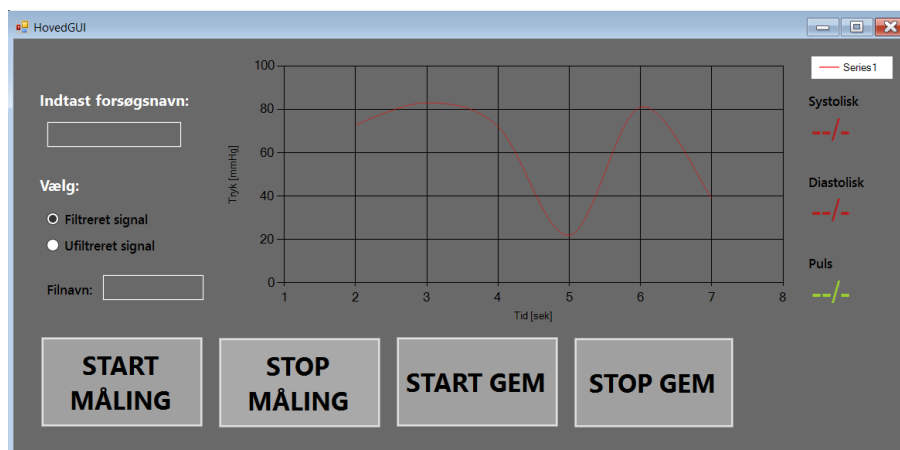 HovedGUI
Indtast forsøgsnavn:
Vælg:
Filtreret signal
Ufiltreret signal
Filnavn:
Tryk [mmHg]
100
80
60
40
20
0
1 2 3 4 5 6 7 8
Tid [sek]
Series1
Systolisk
--/-
Diastolisk
--/-
Puls
--/-
START
MÅLING
STOP
MÅLING
START GEM
STOP GEM